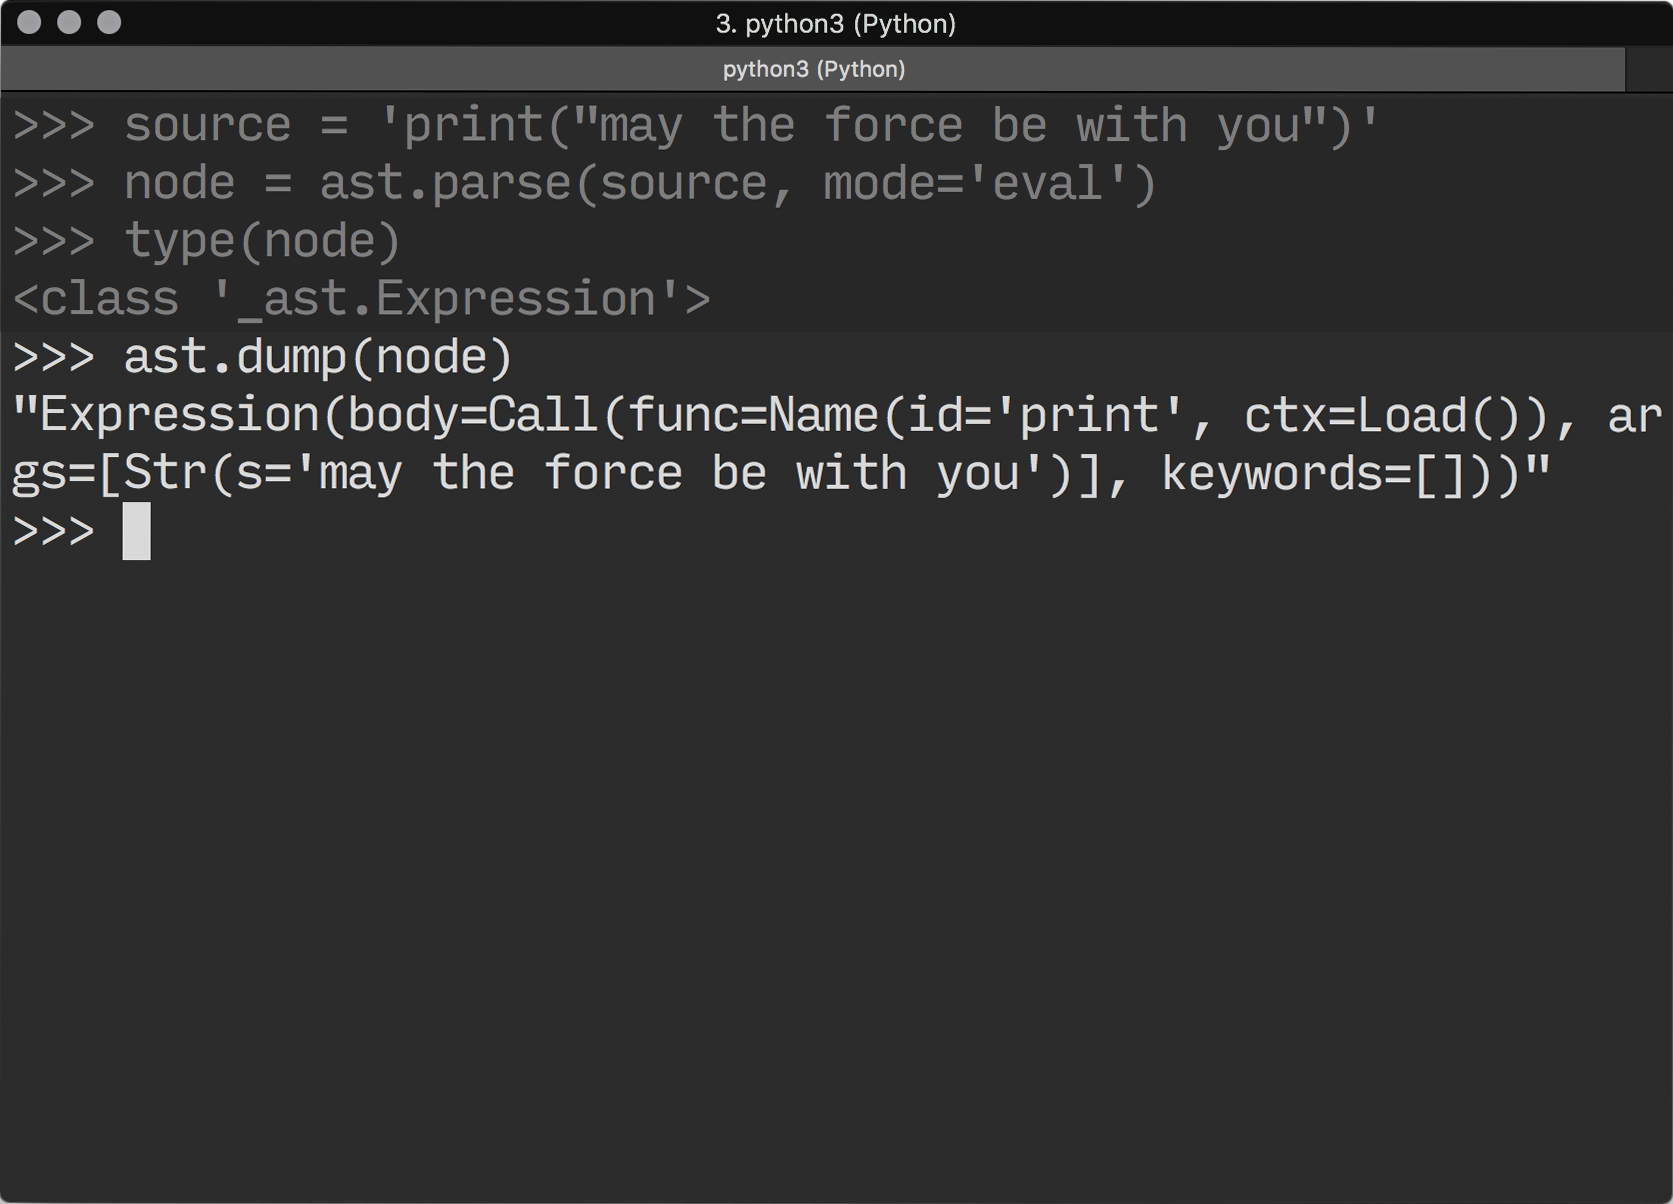 3. python3 (Python)
python3 (Python)
>>> source = 'print("may the force be with you")'
>>> node = ast.parse(source, mode='eval')
>>> type(node)
<class '_ast.Expression'>
>>> ast.dump(node)
"Expression(body=Call(func=Name(id='print', ctx=Load()), ar
gs=[Str(s='may the force be with you')], keywords=[]))"
>>>